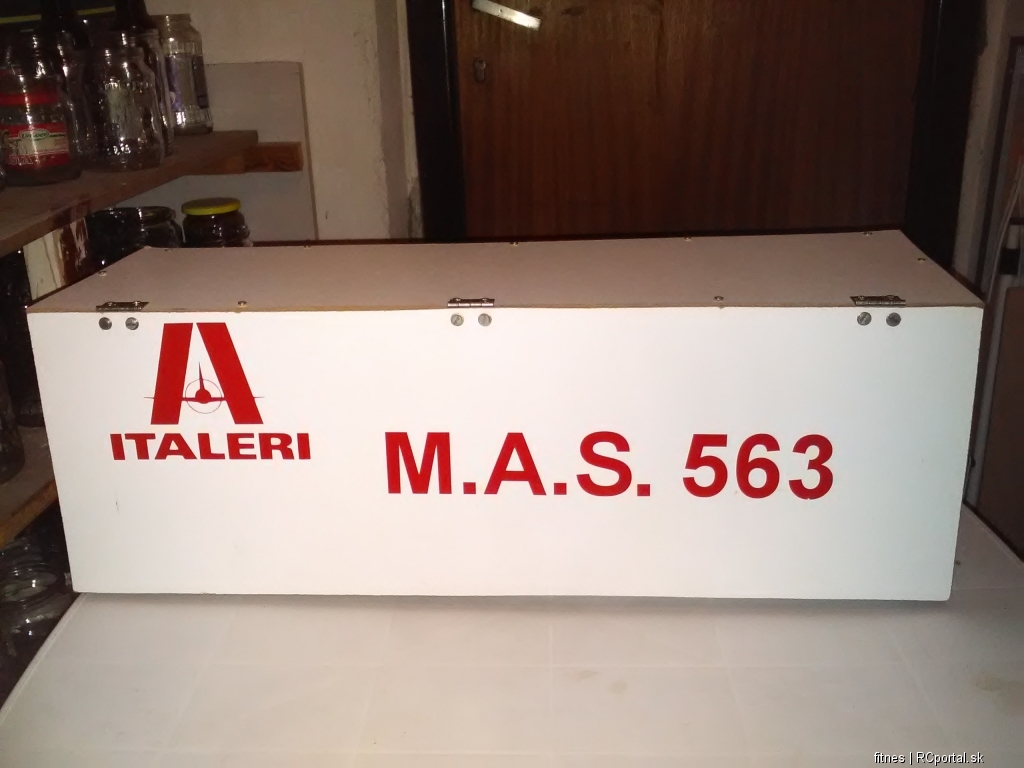 ITALERI
M.A.S. 563
fitnes | RCportal.sk